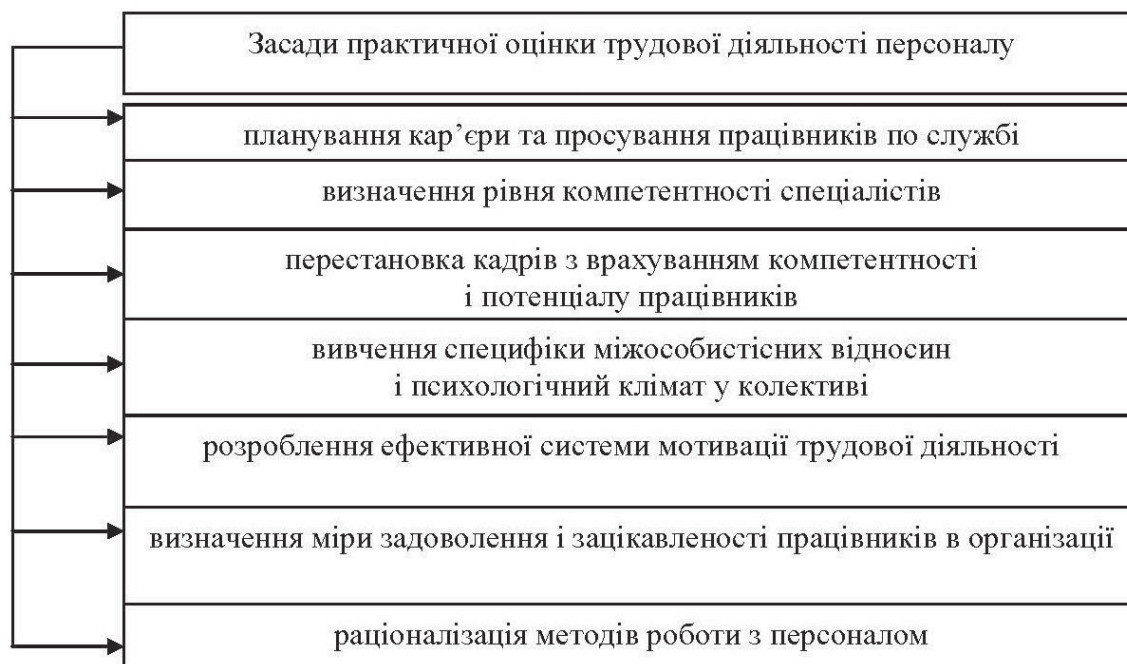 Засади практичної оцінки трудової діяльності персоналу
планування кар’єри та просування працівників по службі
визначення рівня компетентності спеціалістів
перестановка кадрів з врахуванням компетентності
і потенціалу працівників
вивчення специфіки міжособистісних відносин
і психологічний клімат у колективі
розроблення ефективної системи мотивації трудової діяльності
визначення міри задоволення і зацікавленості працівників в організації
раціоналізація методів роботи з персоналом